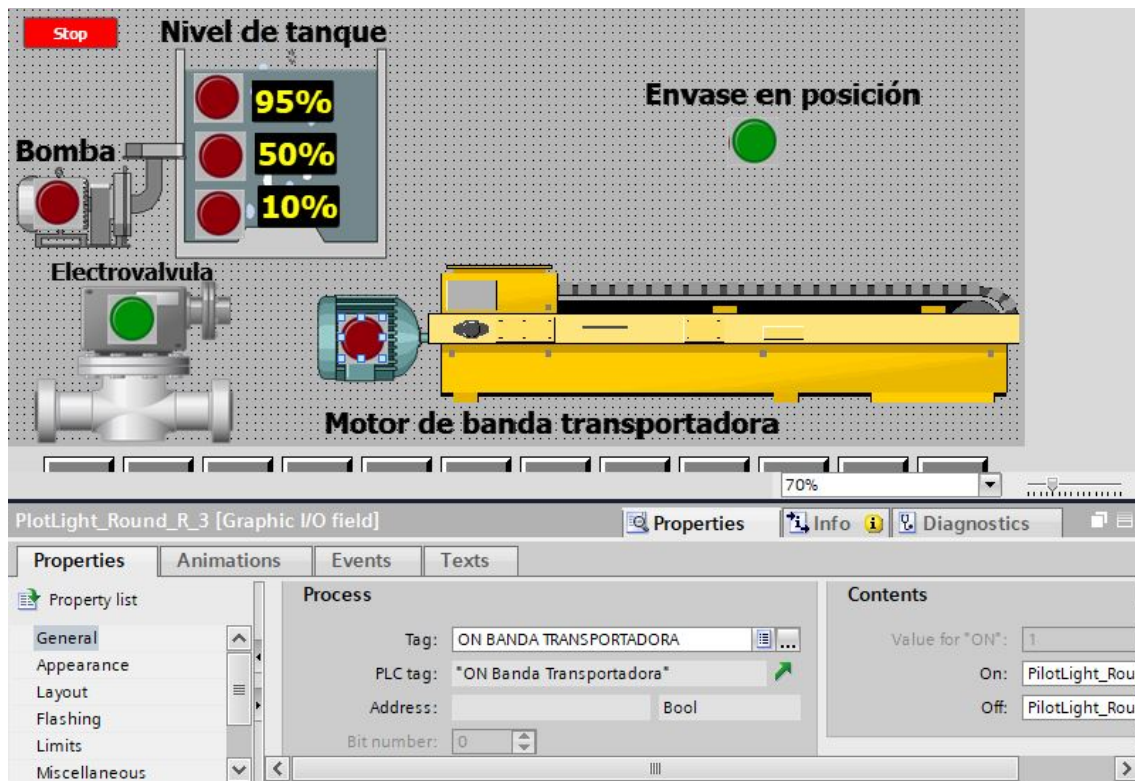 Stop
Nivel de tanque
95%
50%
10%
Envase en posición
Bomba
Electrovalvula
Motor de banda transportadora
70%
PlotLight_Round_R_3 [Graphic I/O field]
Properties
Info
Diagnostics
Properties
Animations
Events
Texts
Property list
General
Appearance
Layout
Flashing
Limits
Miscellaneous
Process
Tag: ON BANDA TRANSPORTADORA
PLC tag: "ON Banda Transportadora"
Address: Bool
Bit number: 0
Contents
Value for "ON": 1
On: PilotLight_Rou
Off: PilotLight_Rou